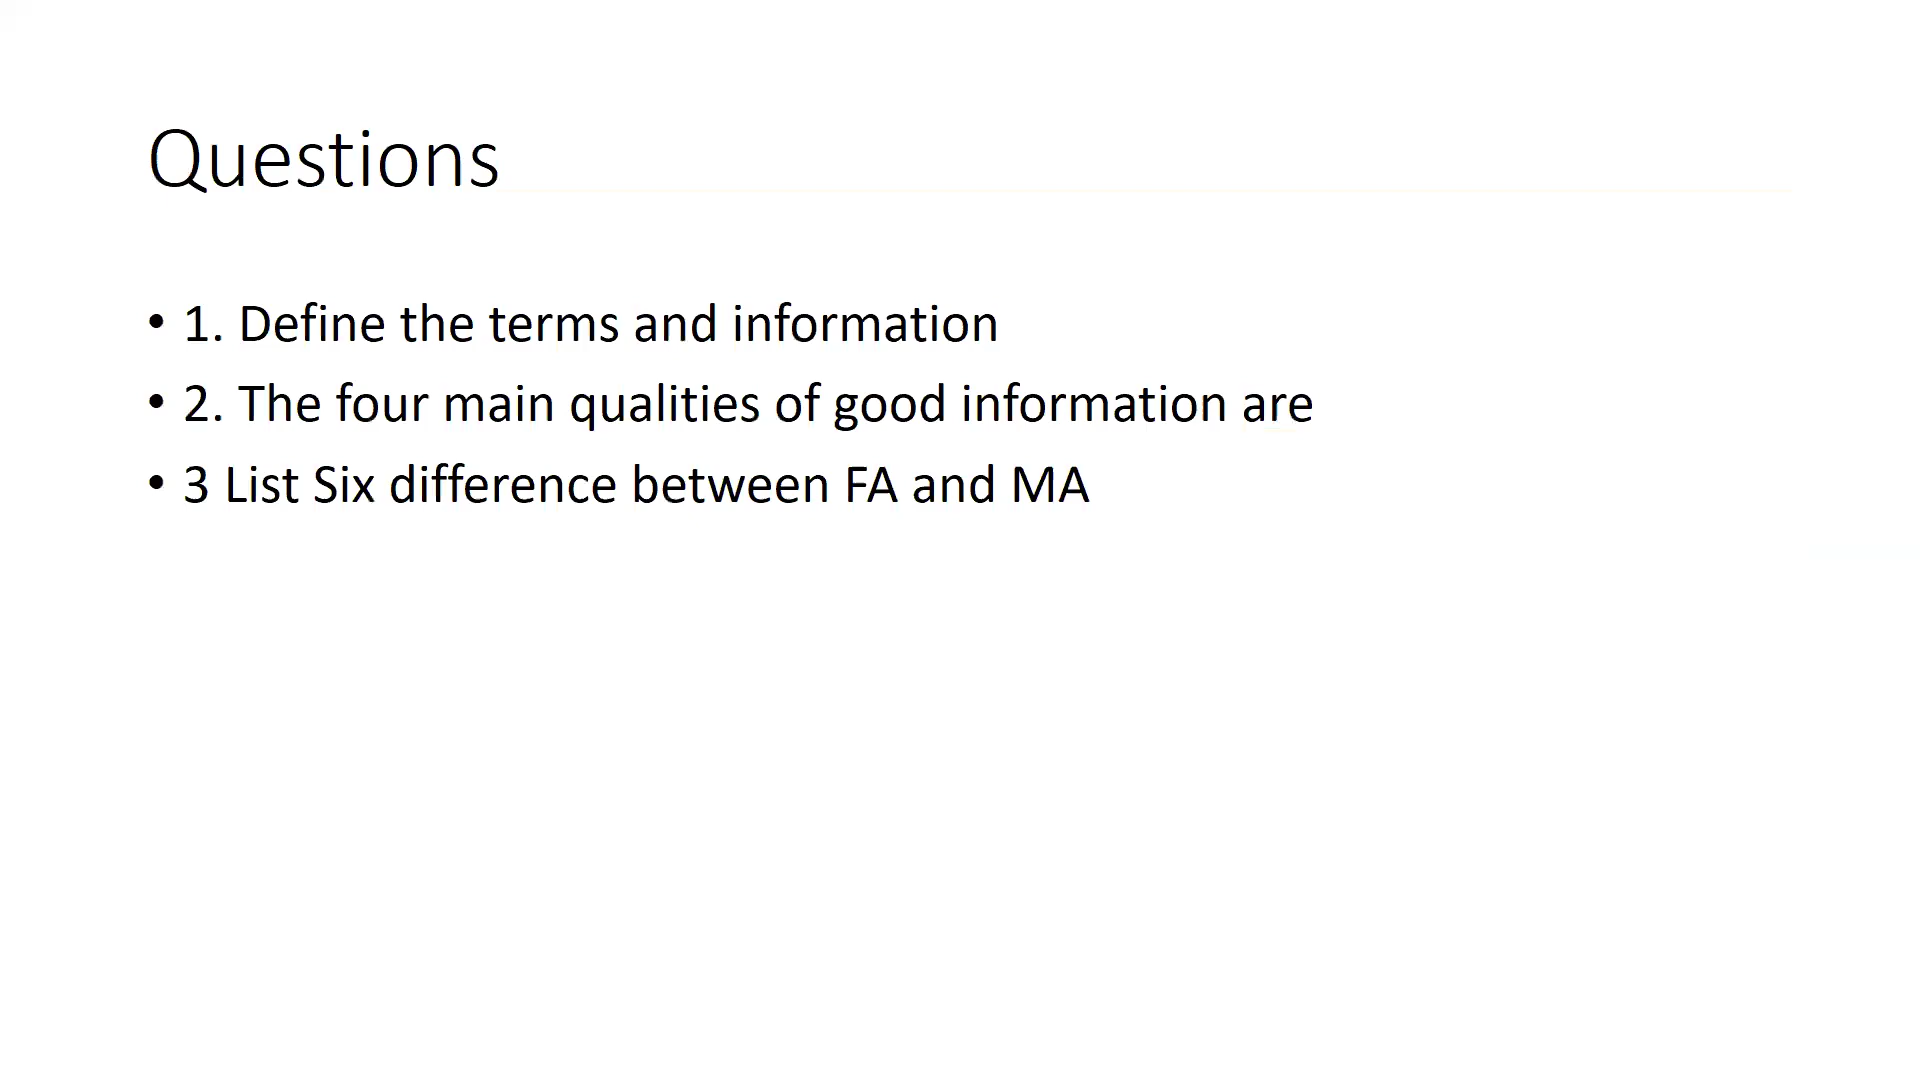 Questions
• 1. Define the terms and information
• 2. The four main qualities of good information are
• 3 List Six difference between FA and MA